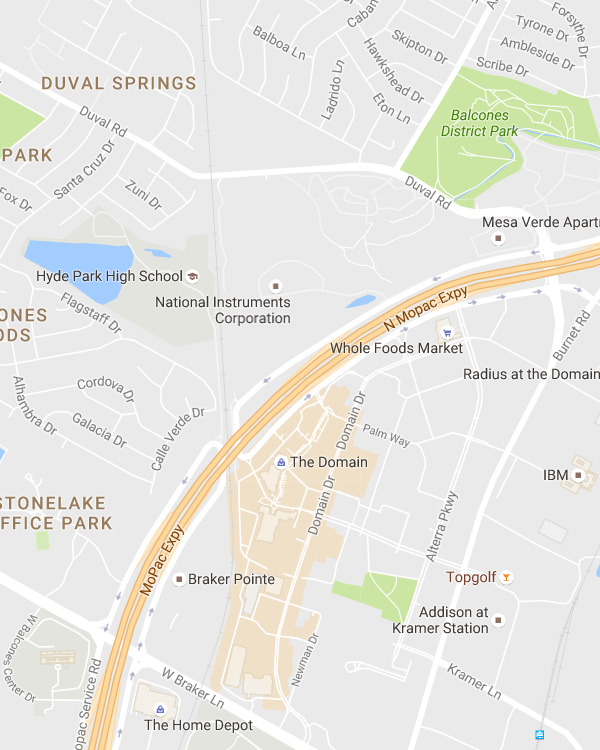 Caban
Forsythe Dr
Tyrone Dr
Balboa Ln
Skipton Dr
Ambleside Dr
Hawkshead Dr
Scribe Dr
DUVAL SPRINGS
Ladrido Ln
Eton Ln
Duval Rd
Balcones
District Park
PARK
Santa Cruz Dr
Zuni Dr
Fox Dr
Duval Rd
Mesa Verde Apart
Hyde Park High School
National Instruments
Corporation
N Mopac Expy
Flagstaff Dr
ONES
ODS
Whole Foods Market
Burnet Rd
Radius at the Domain
Cordova Dr
Alhambra Dr
Galacia Dr
Calle Verde Dr
Domain Dr
Palm Way
The Domain
IBM
STONELAKE
FFICE PARK
Domain Dr
Alterra Pkwy
MoPac Expy
Braker Pointe
Topgolf
Addison at
Kramer Station
W Balcones Center Dr
Newman Dr
Kramer Ln
opac Service Rd
W Braker Ln
The Home Depot